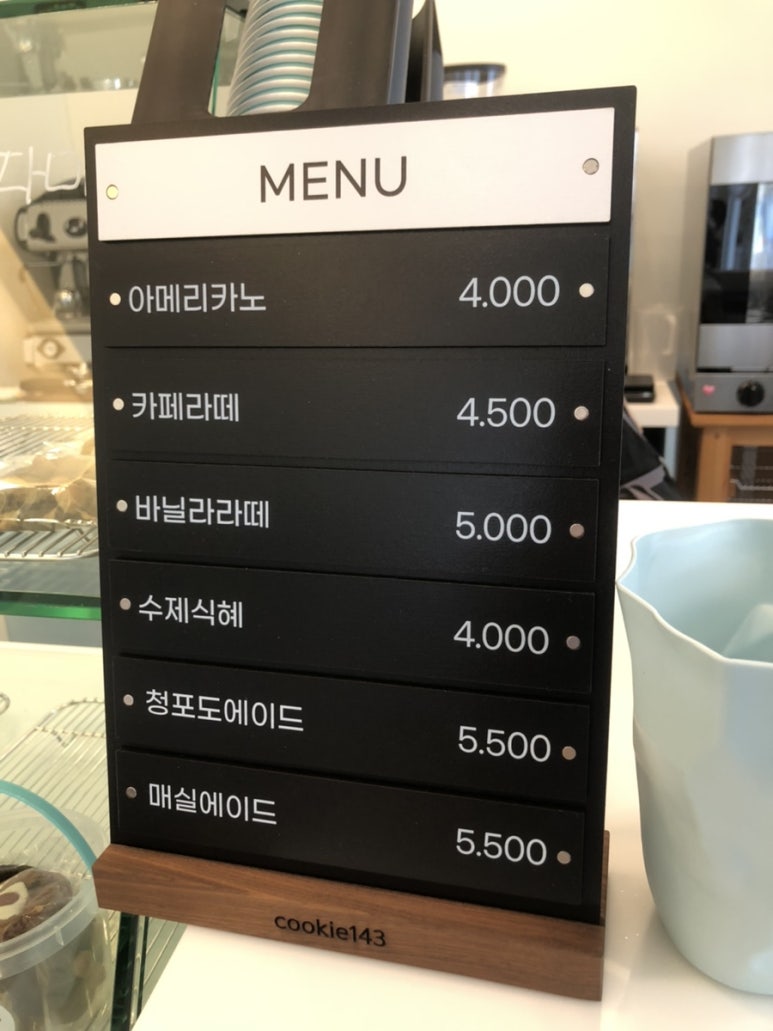 MENU
아메리카노 4.000
카페라떼 4.500
바닐라라떼 5.000
수제식혜 4.000
청포도에이드 5.500
매실에이드 5.500
cookie143